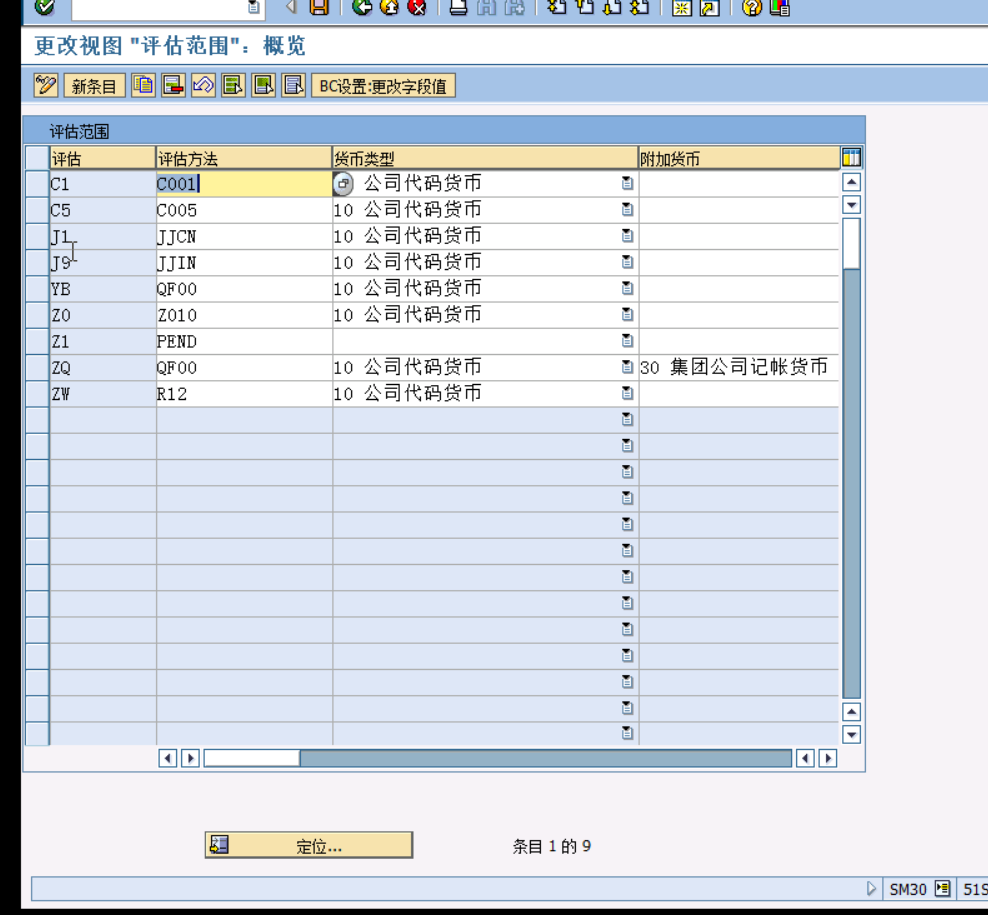 更改视图 "评估范围": 概览
新条目 BC设置:更改字段值
评估范围
评估 评估方法 货币类型 附加货币
C1 C001 公司代码货币
C5 C005 10 公司代码货币
J1 JJCN 10 公司代码货币
J9 JJIN 10 公司代码货币
YB QF00 10 公司代码货币
Z0 Z010 10 公司代码货币
Z1 PEND
ZQ QF00 10 公司代码货币 30 集团公司记帐货币
ZW R12 10 公司代码货币
定位... 条目 1 的 9
SM30 51S